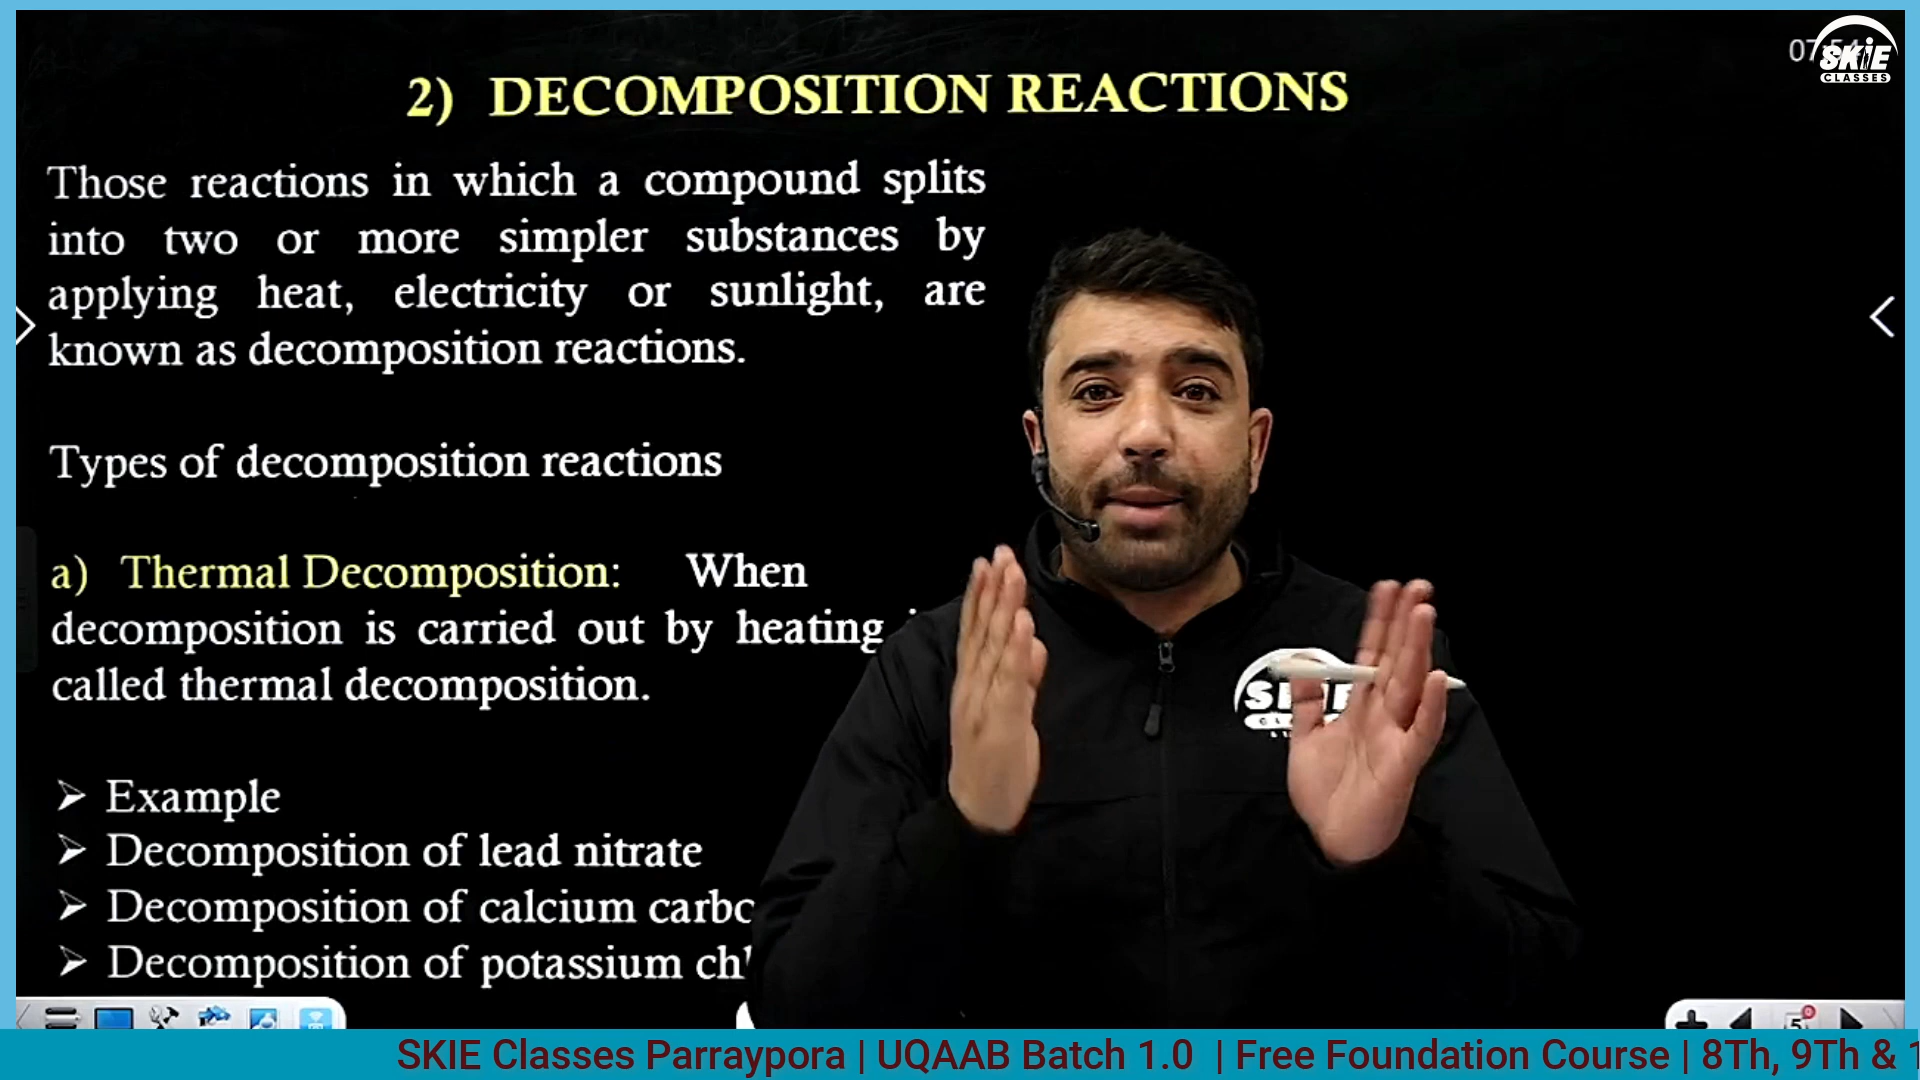 2) DECOMPOSITION REACTIONS
SKIE
CLASSES
Those reactions in which a compound splits
into two or more simpler substances by
applying heat, electricity or sunlight, are
known as decomposition reactions.
Types of decomposition reactions
a) Thermal Decomposition: When
decomposition is carried out by heating
called thermal decomposition.
➤ Example
➤ Decomposition of lead nitrate
➤ Decomposition of calcium
➤ Decomposition of potassium
5
SKIE Classes Parraypora | UQAAB Batch 1.0 | Free Foundation Course | 8Th, 9Th &